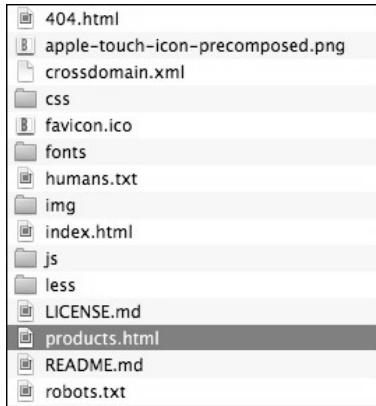 404.html
apple-touch-icon-precomposed.png
crossdomain.xml
css
favicon.ico
fonts
humans.txt
img
index.html
js
less
LICENSE.md
products.html
README.md
robots.txt